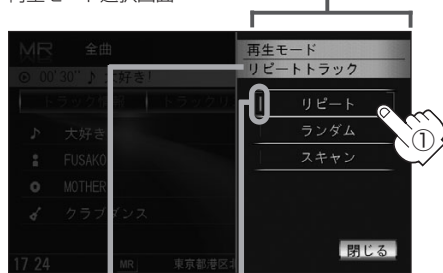 再生モード選択画面
MR 全曲
00'30" ♪ 大好き!
再生モード
リピートトラック
トラック
トラックリ
リピート
♪ 大好き
ランダム
①
FUSAKO
スキャン
MOTHER
クラブダンス
閉じる
17 24
MR
東京都港区